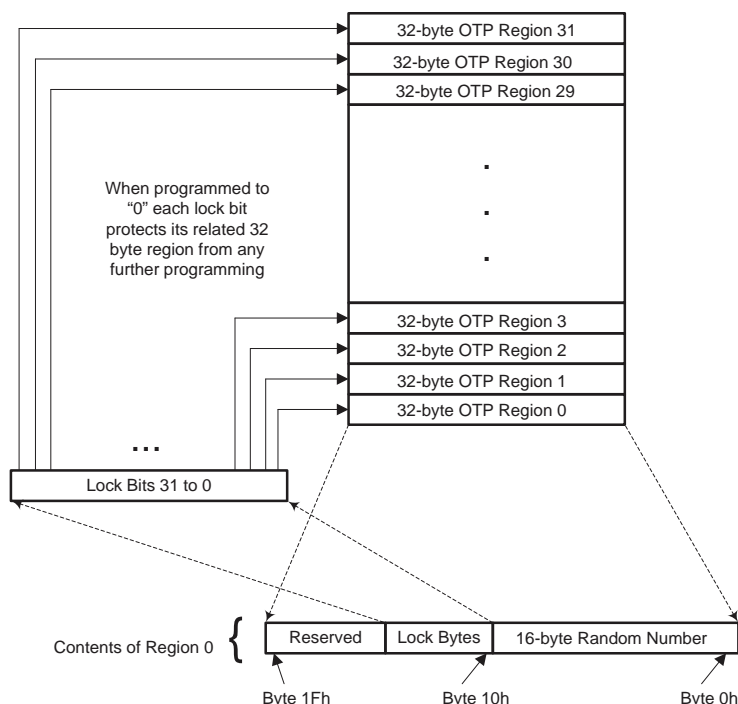 32-byte OTP Region 31
32-byte OTP Region 30
32-byte OTP Region 29
.
.
.
When programmed to
“0” each lock bit
protects its related 32
byte region from any
further programming
32-byte OTP Region 3
32-byte OTP Region 2
32-byte OTP Region 1
32-byte OTP Region 0
...
Lock Bits 31 to 0
Contents of Region 0 {
Reserved
Lock Bytes
16-byte Random Number
Byte 1Fh
Byte 10h
Byte 0h